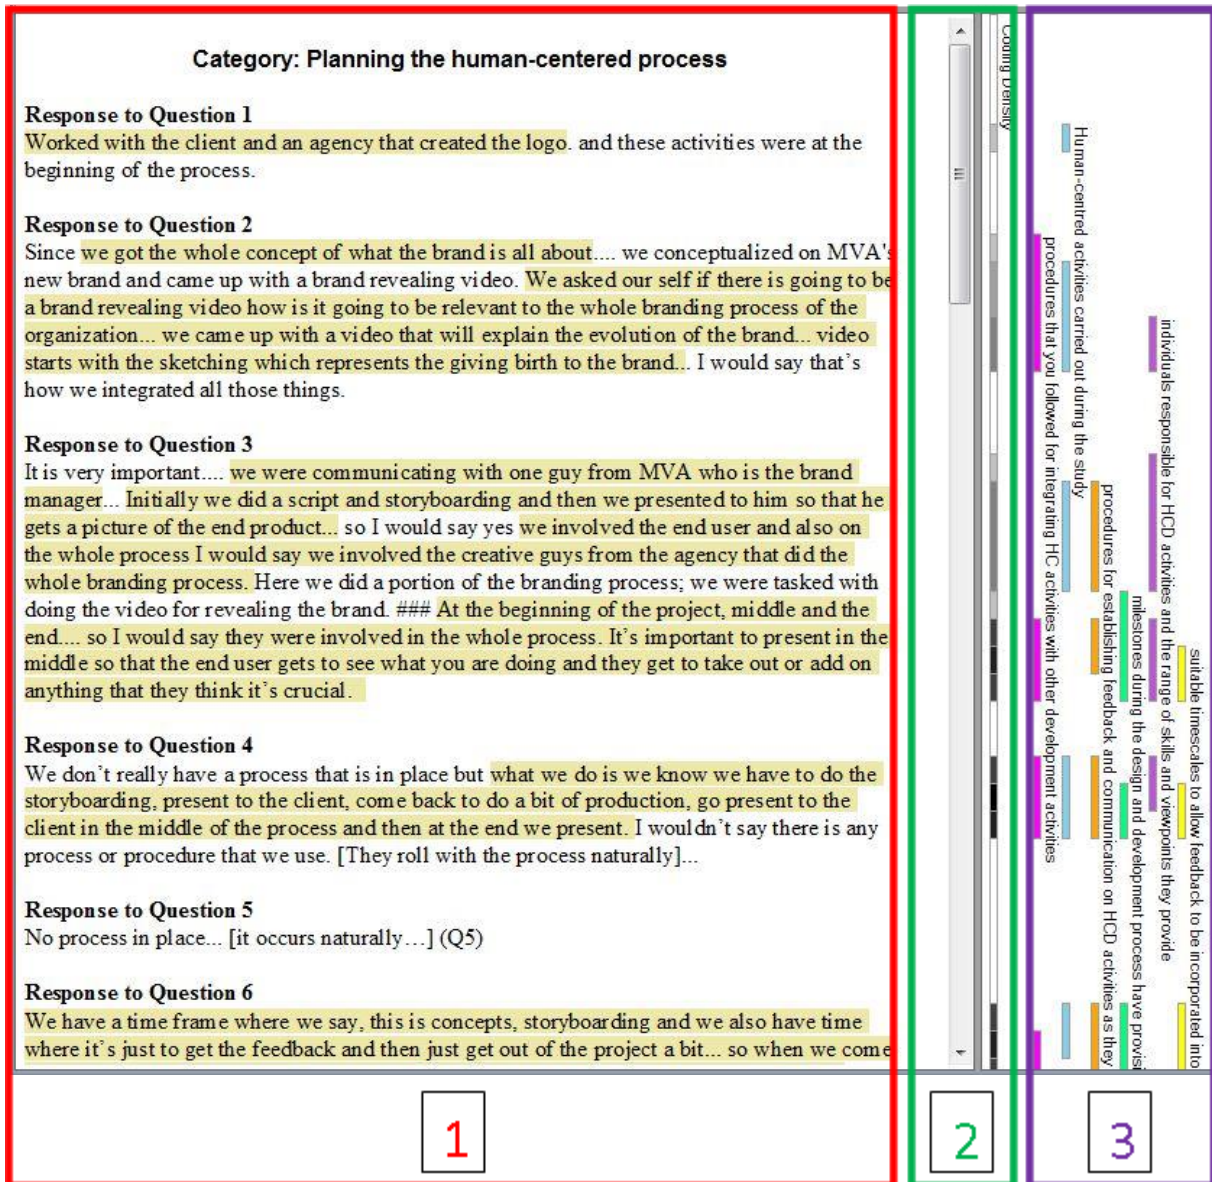 Category: Planning the human-centered process
Response to Question 1
Worked with the client and an agency that created the logo. and these activities were at the
beginning of the process.
Response to Question 2
Since we got the whole concept of what the brand is all about.... we conceptualized on MVA's
new brand and came up with a brand revealing video. We asked our self if there is going to be
a brand revealing video how is it going to be relevant to the whole branding process of the
organization... we came up with a video that will explain the evolution of the brand... video
starts with the sketching which represents the giving birth to the brand... I would say that’s
how we integrated all those things.
Response to Question 3
It is very important.... we were communicating with one guy from MVA who is the brand
manager... Initially we did a script and storyboarding and then we presented to him so that he
gets a picture of the end product... so I would say yes we involved the end user and also on
the whole process I would say we involved the creative guys from the agency that did the
whole branding process. Here we did a portion of the branding process; we were tasked with
doing the video for revealing the brand. ### At the beginning of the project, middle and the
end.... so I would say they were involved in the whole process. It’s important to present in the
middle so that the end user gets to see what you are doing and they get to take out or add on
anything that they think it’s crucial.
Response to Question 4
We don’t really have a process that is in place but what we do is we know we have to do the
storyboarding, present to the client, come back to do a bit of production, go present to the
client in the middle of the process and then at the end we present. I wouldn’t say there is any
process or procedure that we use. [They roll with the process naturally]...
Response to Question 5
No process in place... [it occurs naturally…] (Q5)
Response to Question 6
We have a time frame where we say, this is concepts, storyboarding and we also have time
where it’s just to get the feedback and then just get out of the project a bit... so when we come
Coding Density
procedures that you followed for integrating HC activities with other development activities
Human-centred activities carried out during the study
procedures for establishing feedback and communication on HCD activities as they
milestones during the design and development process have provisi
individuals responsible for HCD activities and the range of skills and viewpoints they provide
suitable timescales to allow feedback to be incorporated into
1
2
3